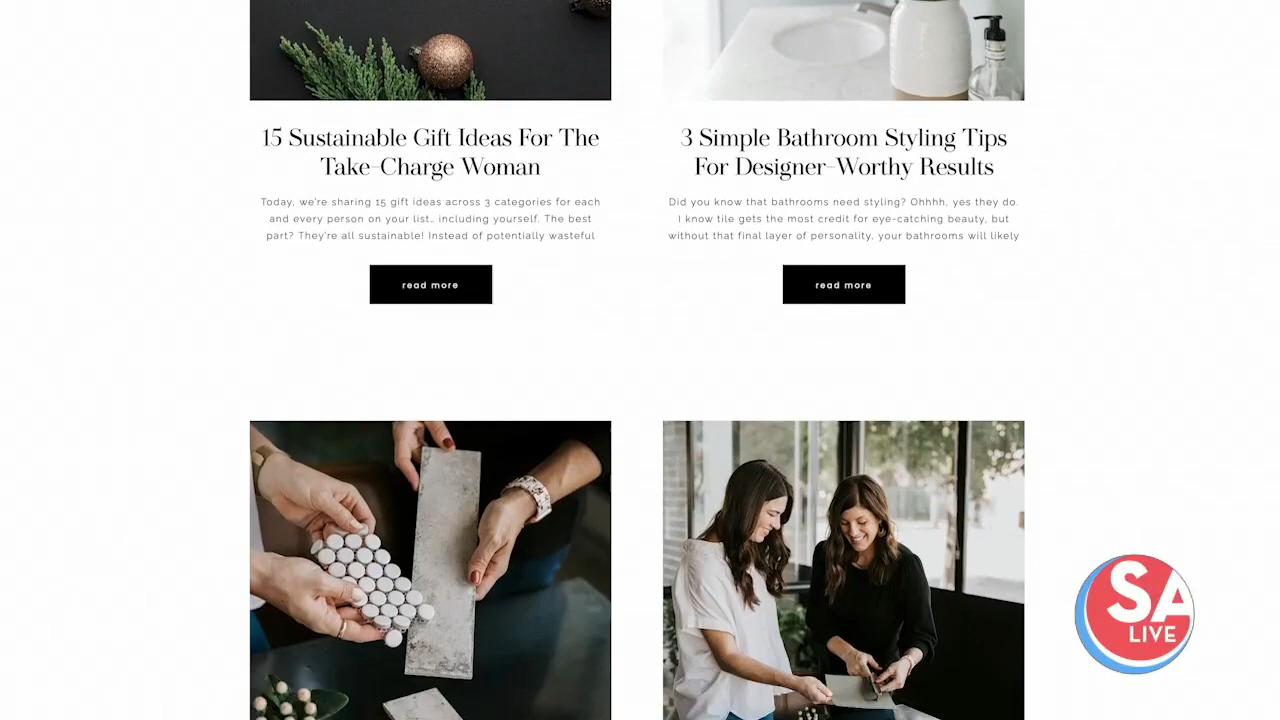 15 Sustainable Gift Ideas For The
Take-Charge Woman
Today, we're sharing 15 gift ideas across 3 categories for each
and every person on your list… including yourself. The best
part? They're all sustainable! Instead of potentially wasteful
read more
3 Simple Bathroom Styling Tips
For Designer-Worthy Results
Did you know that bathrooms need styling? Ohhhh, yes they do.
I know tile gets the most credit for eye-catching beauty, but
without that final layer of personality, your bathrooms will likely
read more
SA
LIVE